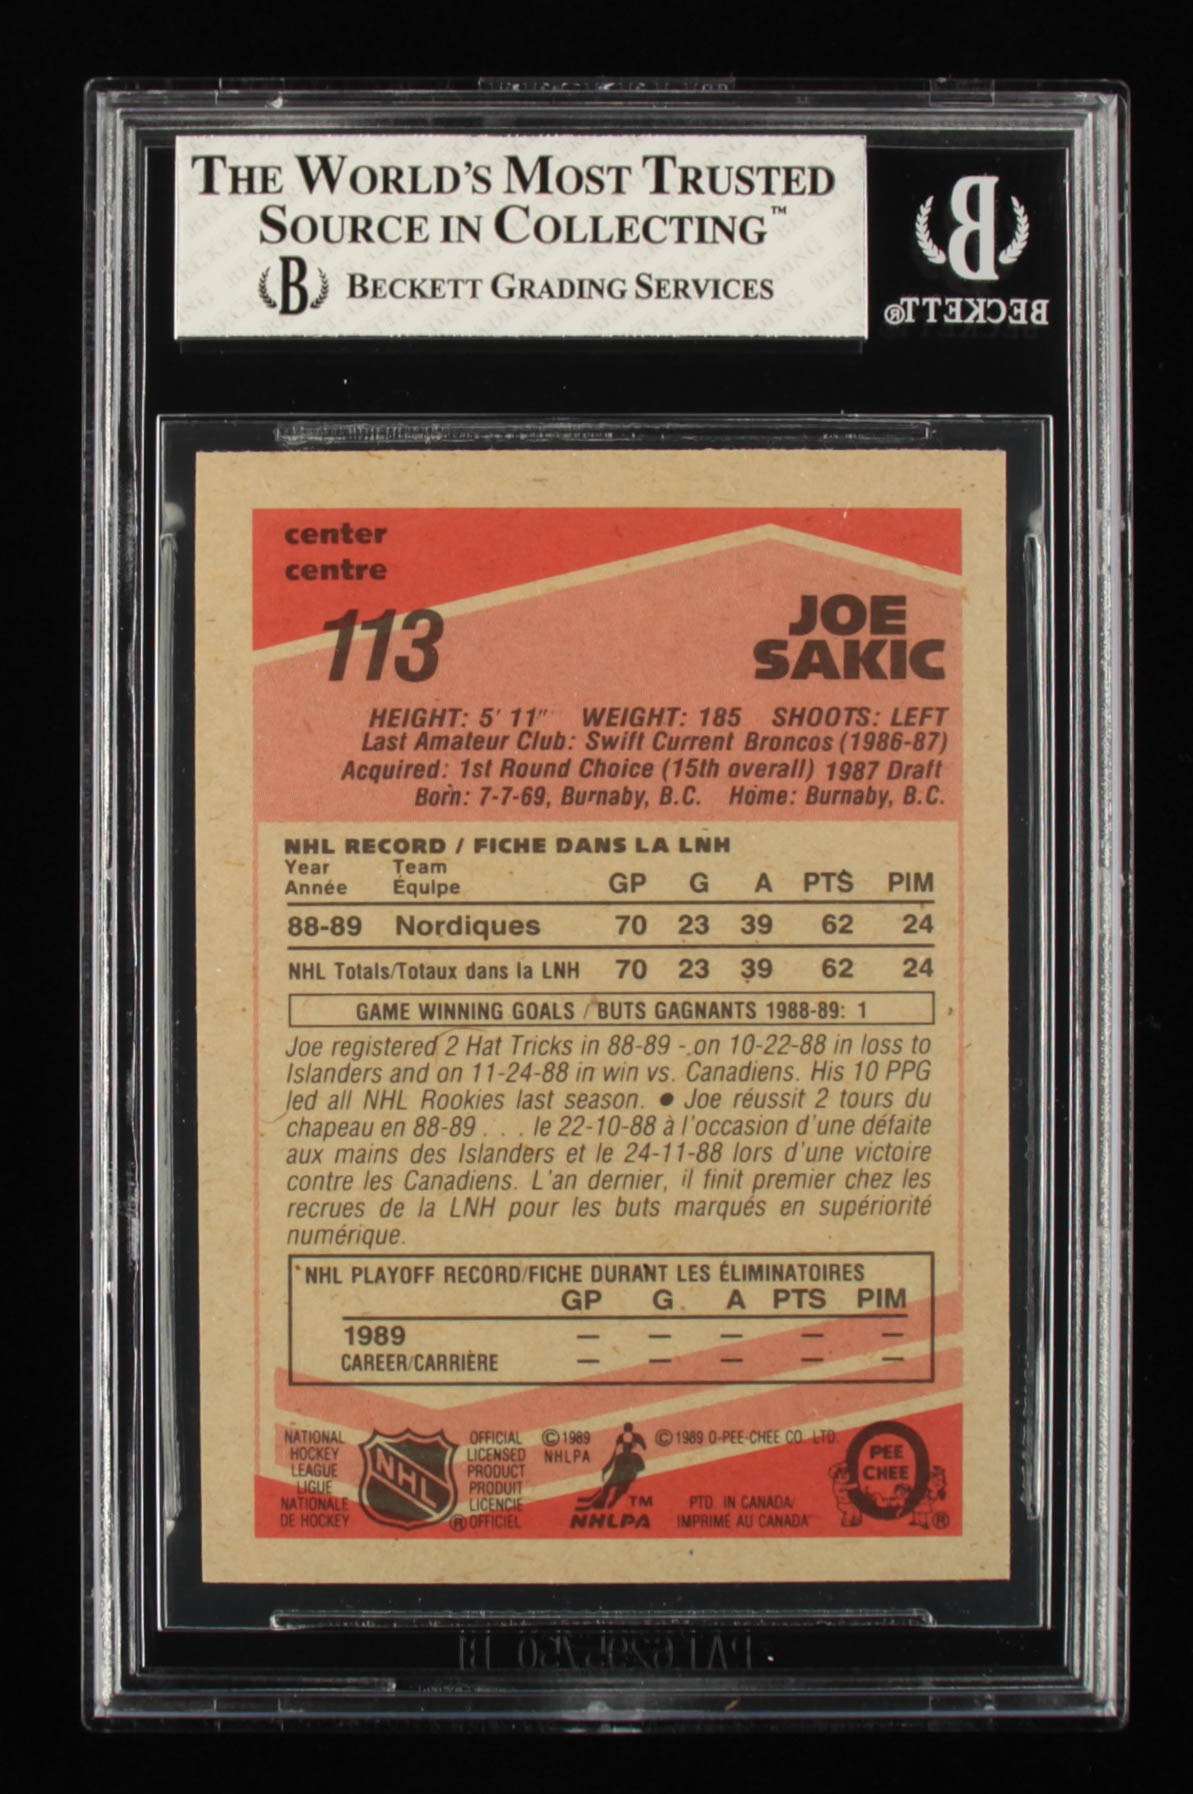 THE WORLD'S MOST TRUSTED
SOURCE IN COLLECTING™
B BECKETT GRADING SERVICES
B
BECKETT®
center
centre
113
JOE
SAKIC
HEIGHT: 5' 11" WEIGHT: 185 SHOOTS: LEFT
Last Amateur Club: Swift Current Broncos (1986-87)
Acquired: 1st Round Choice (15th overall) 1987 Draft
Born: 7-7-69, Burnaby, B.C. Home: Burnaby, B.C.
NHL RECORD / FICHE DANS LA LNH
Year Team
Année Équipe GP G A PTS PIM
88-89 Nordiques 70 23 39 62 24
NHL Totals/Totaux dans la LNH 70 23 39 62 24
GAME WINNING GOALS / BUTS GAGNANTS 1988-89: 1
Joe registered 2 Hat Tricks in 88-89 - on 10-22-88 in loss to
Islanders and on 11-24-88 in win vs. Canadiens. His 10 PPG
led all NHL Rookies last season. ● Joe réussit 2 tours du
chapeau en 88-89 . . . le 22-10-88 à l'occasion d'une défaite
aux mains des Islanders et le 24-11-88 lors d'une victoire
contre les Canadiens. L'an dernier, il finit premier chez les
recrues de la LNH pour les buts marqués en supériorité
numérique.
NHL PLAYOFF RECORD/FICHE DURANT LES ÉLIMINATOIRES
GP G A PTS PIM
1989 — — — — —
CAREER/CARRIÈRE — — — — —
NATIONAL
HOCKEY
LEAGUE
LIGUE
NATIONALE
DE HOCKEY
NHL
OFFICIAL
LICENSED
PRODUCT
PRODUIT
LICENCIÉ
® OFFICIEL
©1989
NHLPA
TM
NHLPA
©1989 O-PEE-CHEE CO. LTD.
PTD. IN CANADA/
IMPRIMÉ AU CANADA
O
PEE
CHEE
®